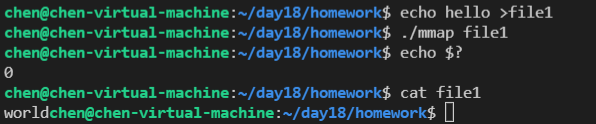 chen@chen-virtual-machine:~/day18/homework$ echo hello >file1
chen@chen-virtual-machine:~/day18/homework$ ./mmap file1
chen@chen-virtual-machine:~/day18/homework$ echo $?
0
chen@chen-virtual-machine:~/day18/homework$ cat file1
worldchen@chen-virtual-machine:~/day18/homework$